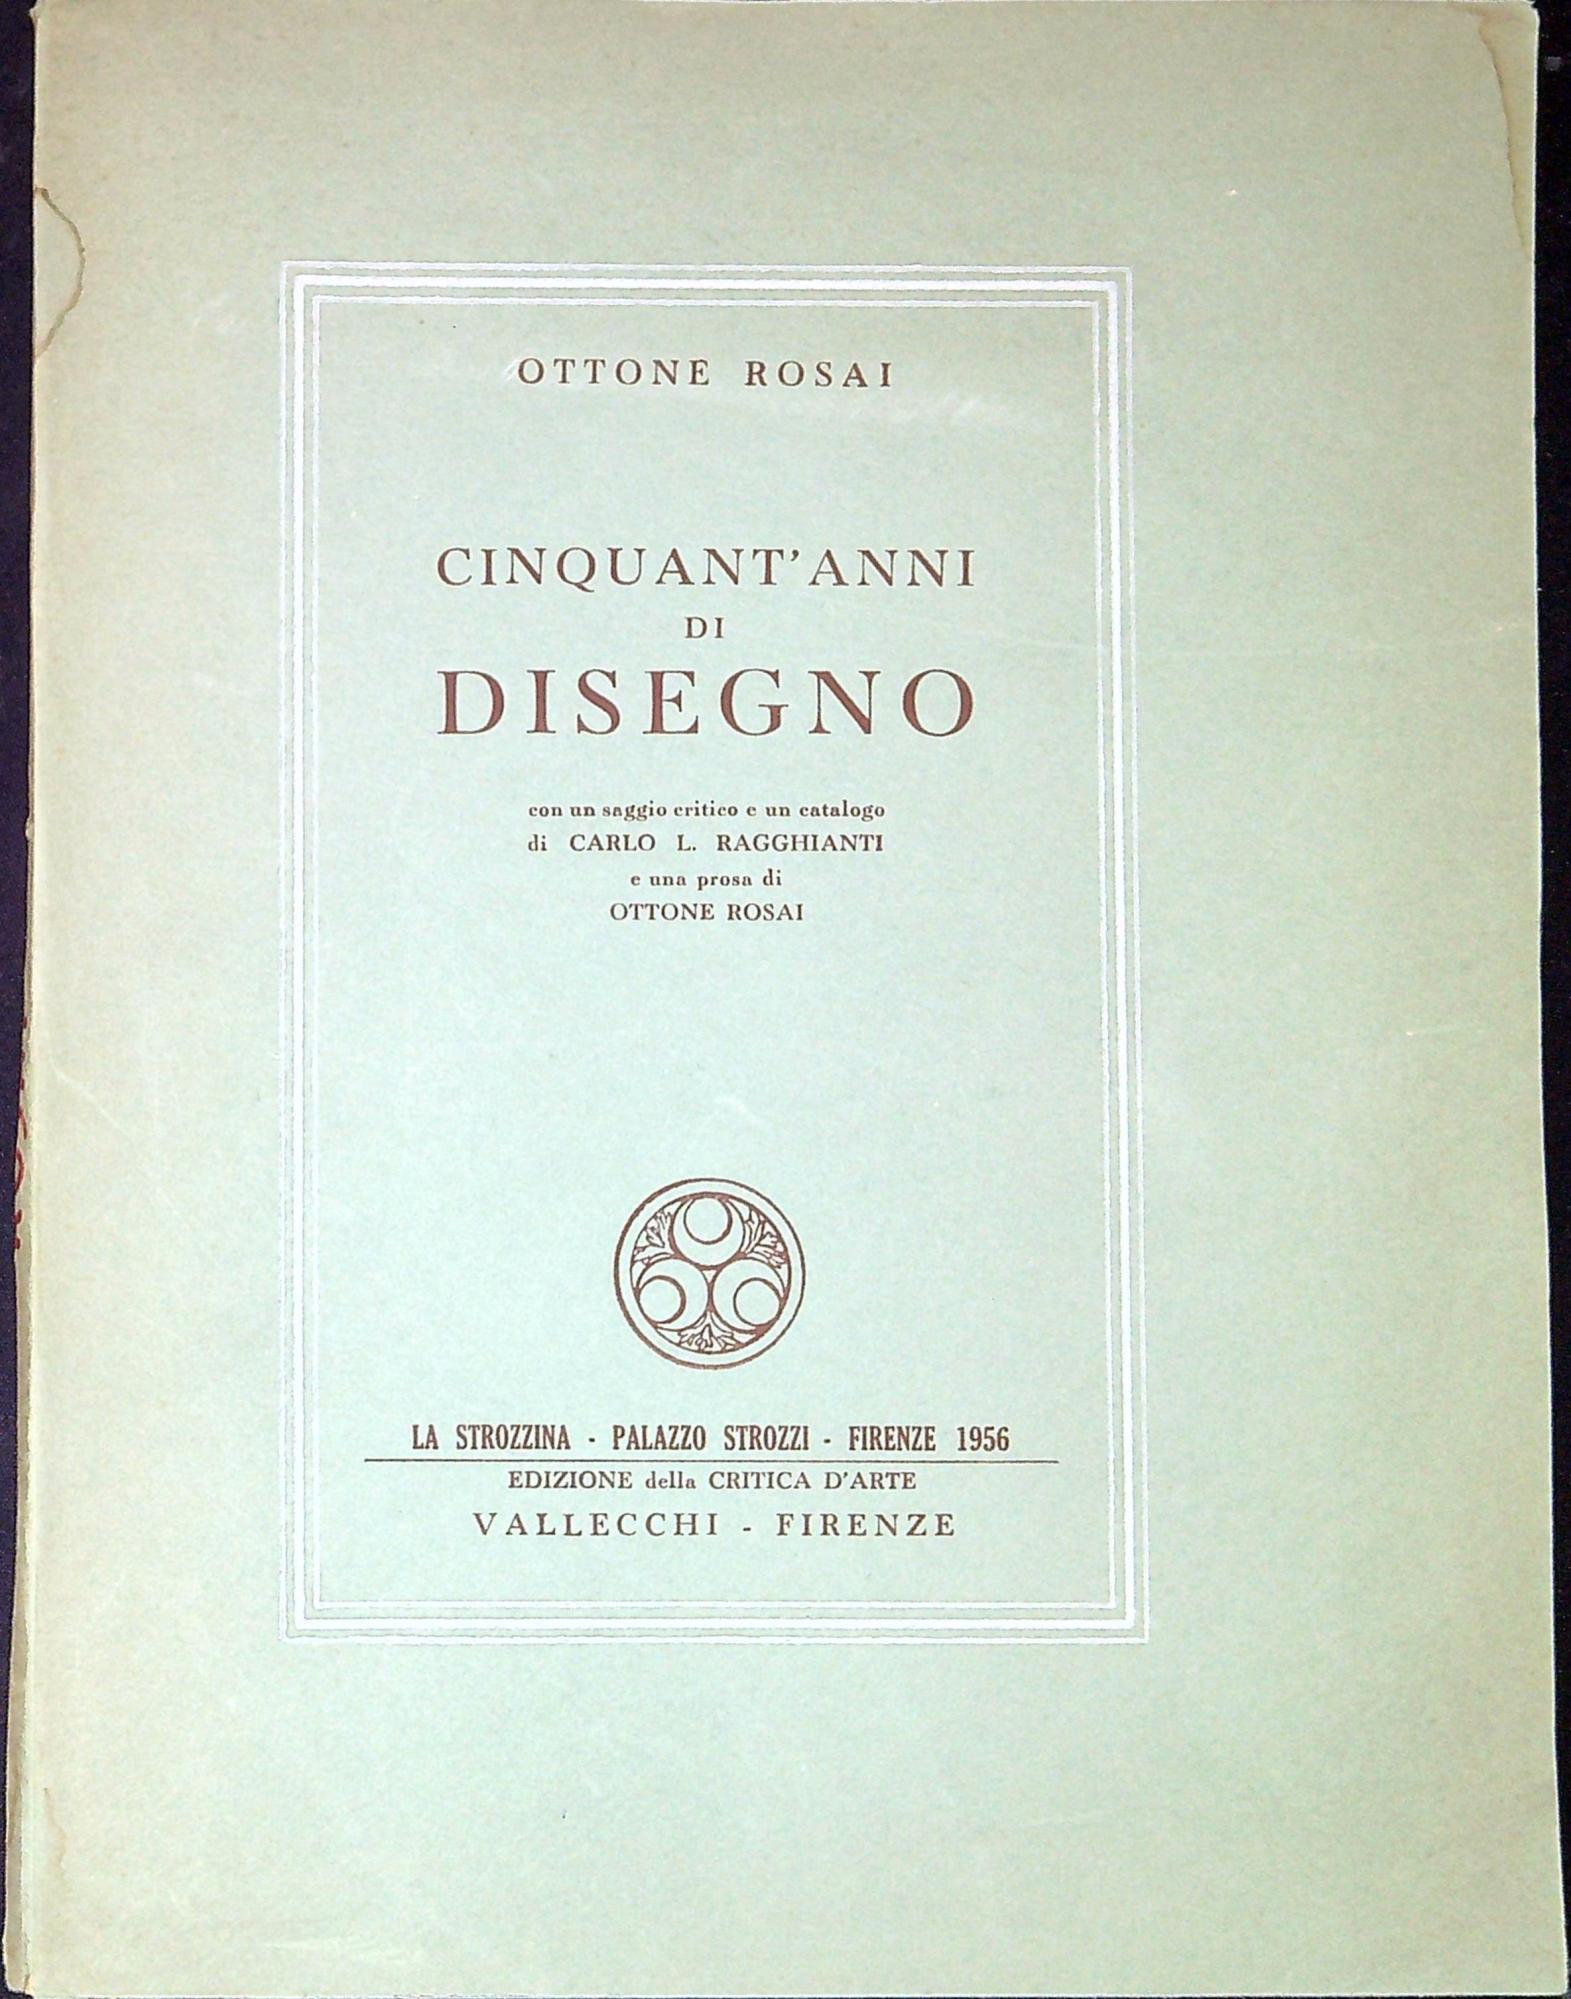 OTTONE ROSAI
CINQUANT'ANNI
DI
DISEGNO
con un saggio critico e un catalogo
di CARLO L. RAGGHIANTI
e una prosa di
OTTONE ROSAI
LA STROZZINA - PALAZZO STROZZI - FIRENZE 1956
EDIZIONE della CRITICA D'ARTE
VALLECCHI - FIRENZE